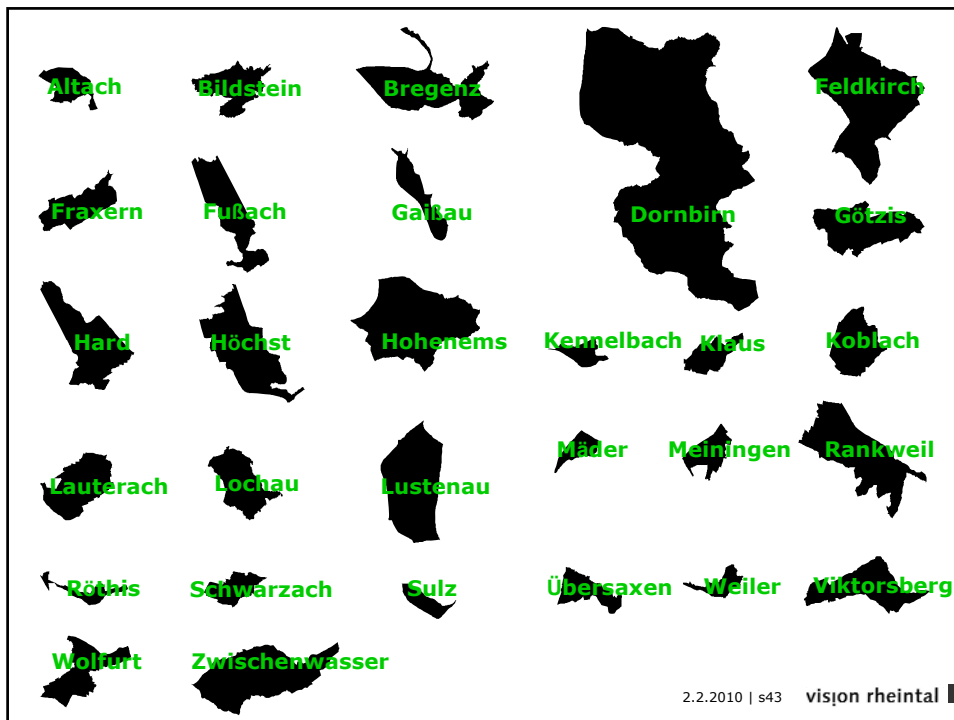 Altach Bildstein Bregenz Feldkirch
Fraxern Fußach Gaißau Dornbirn Götzis
Hard Höchst Hohenems Kennelbach Klaus Koblach
Lauterach Lochau Lustenau Mäder Meiningen Rankweil
Röthis Schwarzach Sulz Übersaxen Weiler Viktorsberg
Wolfurt Zwischenwasser
2.2.2010 | s43 vision rheintal